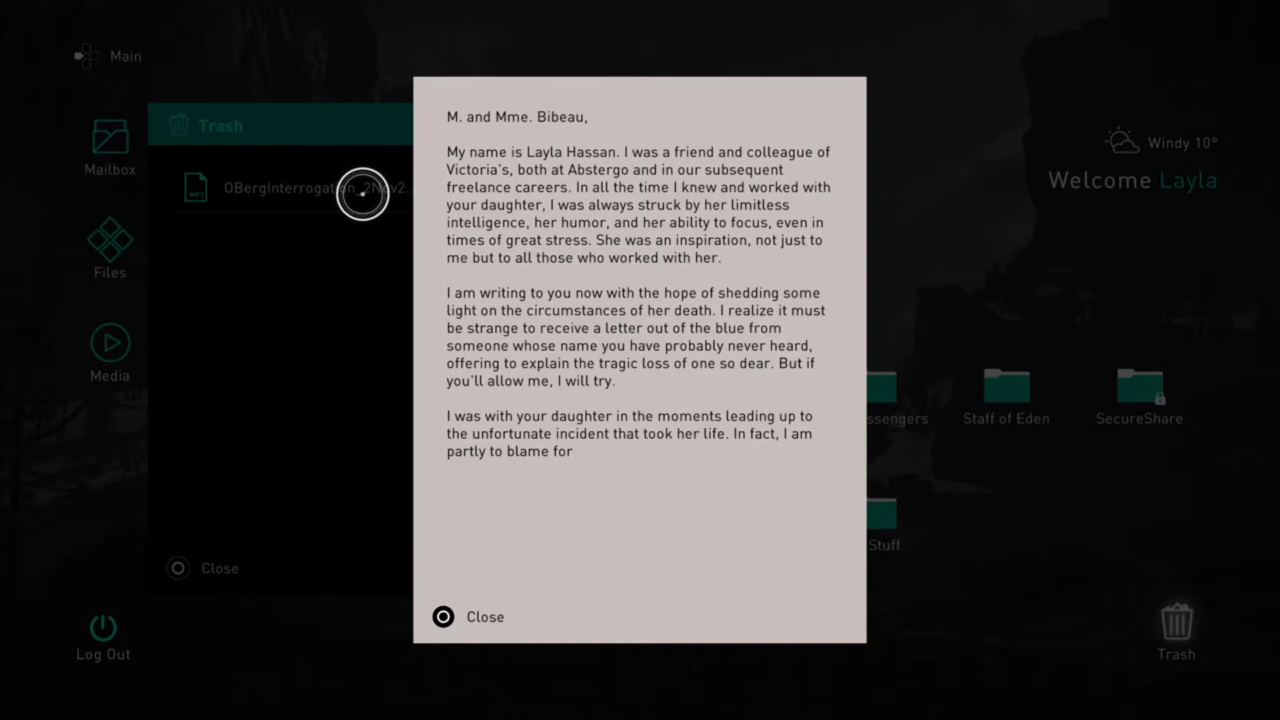 Main
Mailbox
Files
Media
Log Out
Trash
MP3
OBergInterrogation_2Nov2...
Close
M. and Mme. Bibeau,
My name is Layla Hassan. I was a friend and colleague of
Victoria's, both at Abstergo and in our subsequent
freelance careers. In all the time I knew and worked with
your daughter, I was always struck by her limitless
intelligence, her humor, and her ability to focus, even in
times of great stress. She was an inspiration, not just to
me but to all those who worked with her.
I am writing to you now with the hope of shedding some
light on the circumstances of her death. I realize it must
be strange to receive a letter out of the blue from
someone whose name you have probably never heard,
offering to explain the tragic loss of one so dear. But if
you'll allow me, I will try.
I was with your daughter in the moments leading up to
the unfortunate incident that took her life. In fact, I am
partly to blame for
Close
Windy 10°
Welcome Layla
ssengers
Staff of Eden
SecureShare
Stuff
Trash